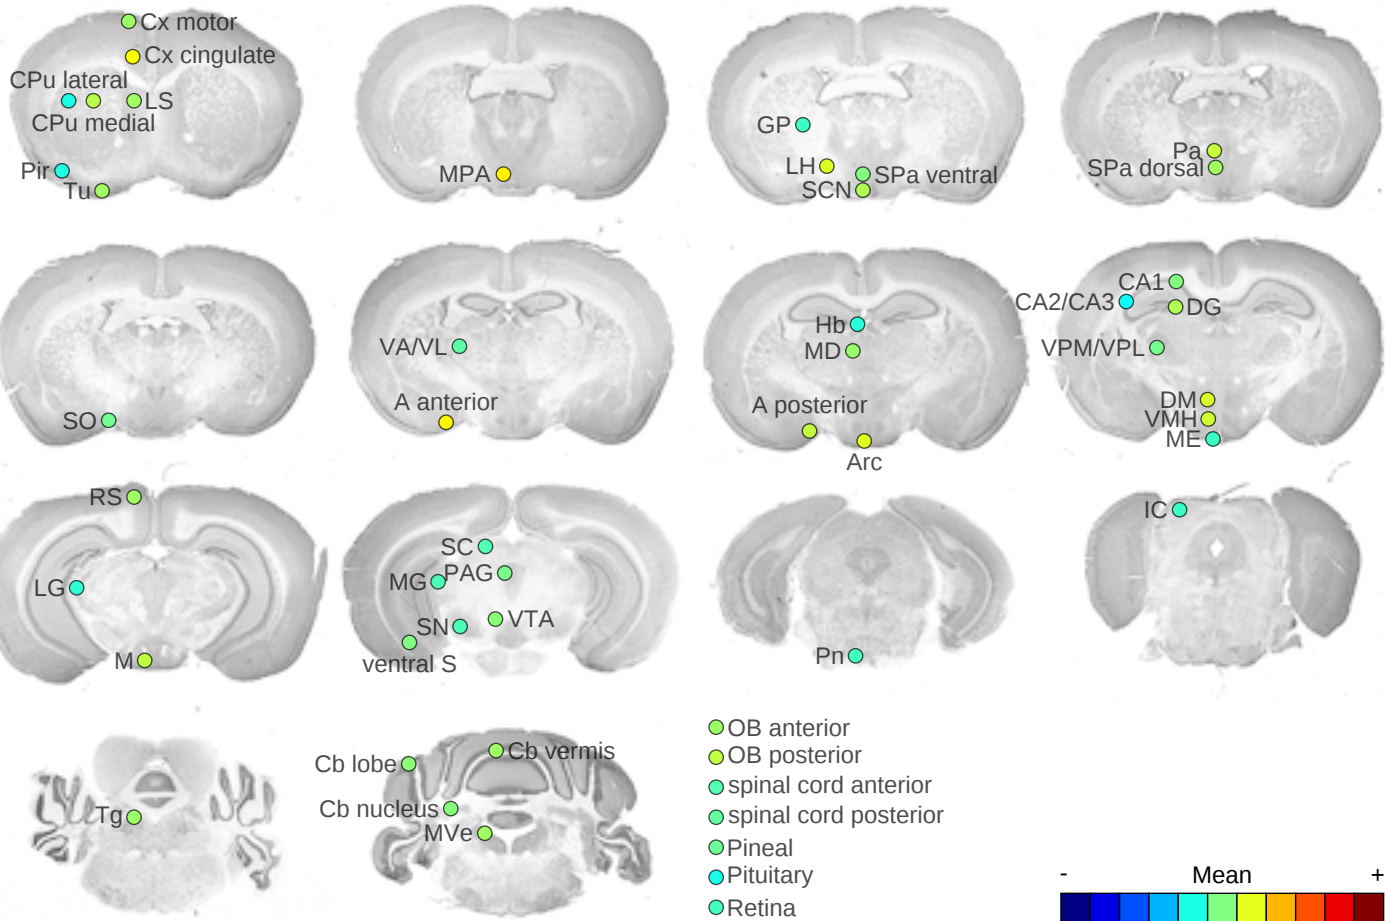 Cx motor
Cx cingulate
CPu lateral
LS
CPu medial
Pir
Tu
MPA
GP
LH
SPa ventral
SCN
Pa
SPa dorsal
SO
VA/VL
A anterior
Hb
MD
A posterior
Arc
CA1
CA2/CA3
DG
VPM/VPL
DM
VMH
ME
RS
LG
M
SC
PAG
MG
SN
VTA
ventral S
Pn
IC
Tg
Cb lobe
Cb vermis
Cb nucleus
MVe
OB anterior
OB posterior
spinal cord anterior
spinal cord posterior
Pineal
Pituitary
Retina
- Mean +